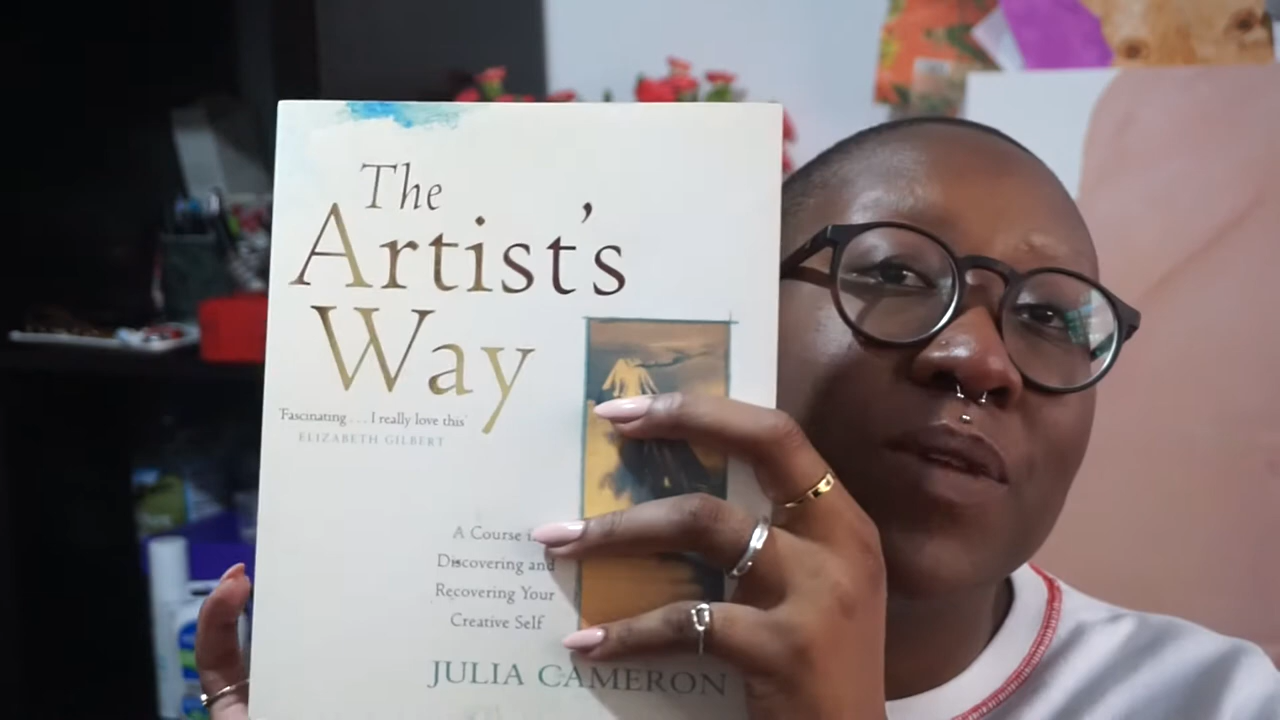 The
Artist's
Way
'Fascinating . . . I really love this'
ELIZABETH GILBERT
A Course
Discovering and
Recovering Your
Creative Self
JULIA CAMERON